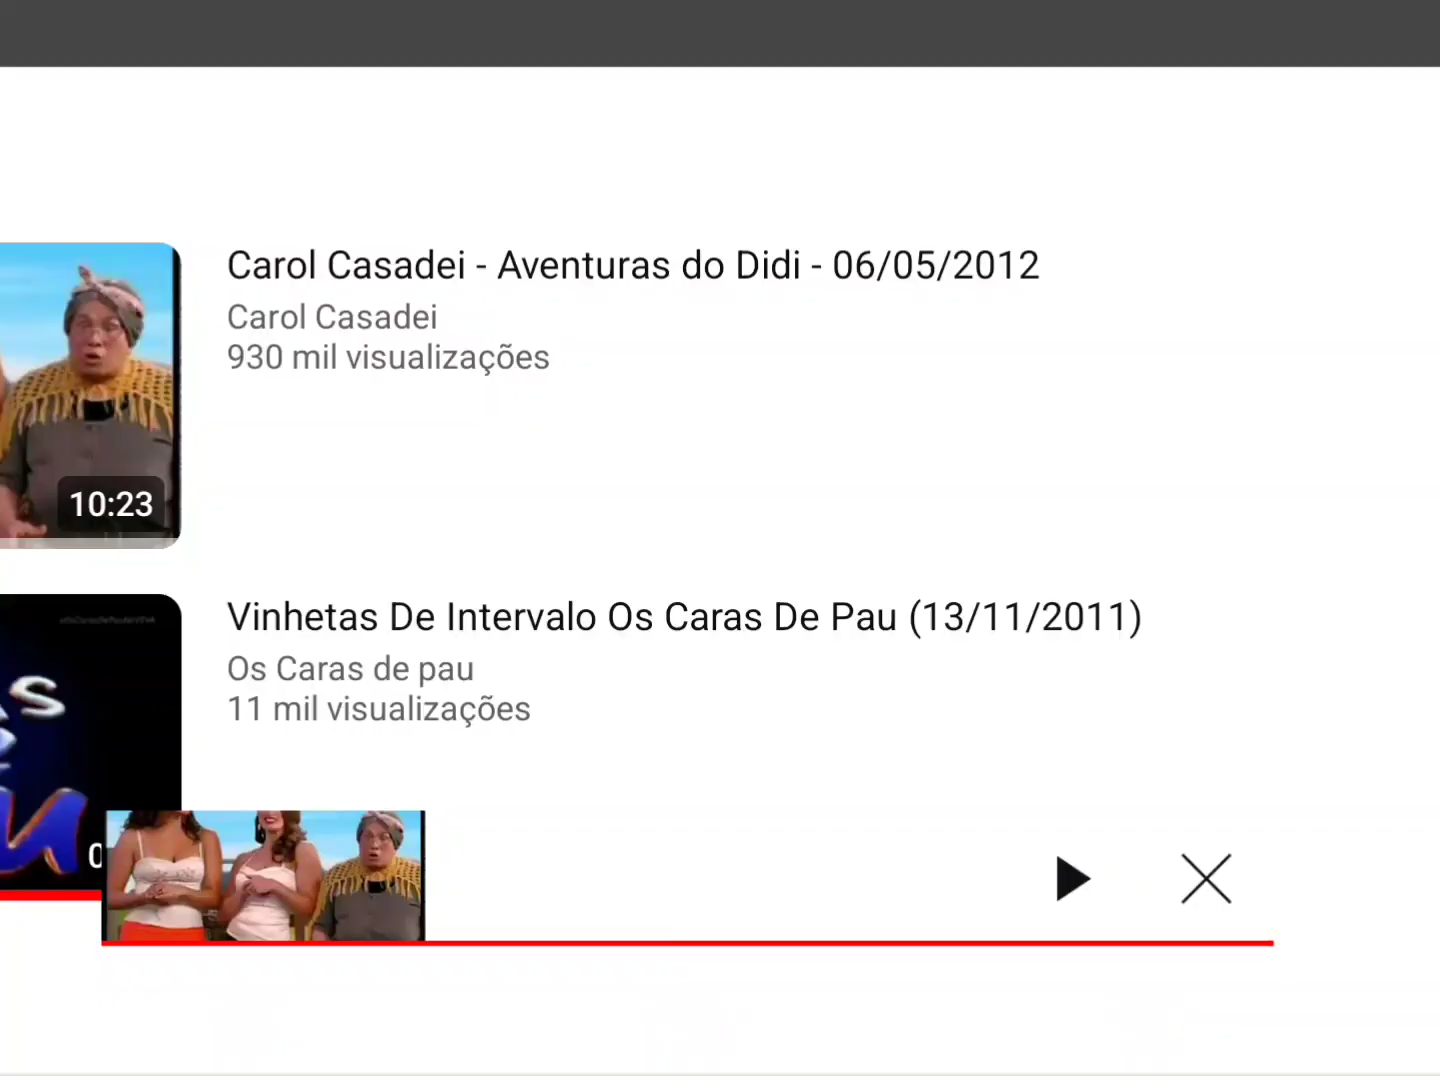 Carol Casadei - Aventuras do Didi - 06/05/2012
Carol Casadei
930 mil visualizações
10:23
Vinhetas De Intervalo Os Caras De Pau (13/11/2011)
Os Caras de pau
11 mil visualizações